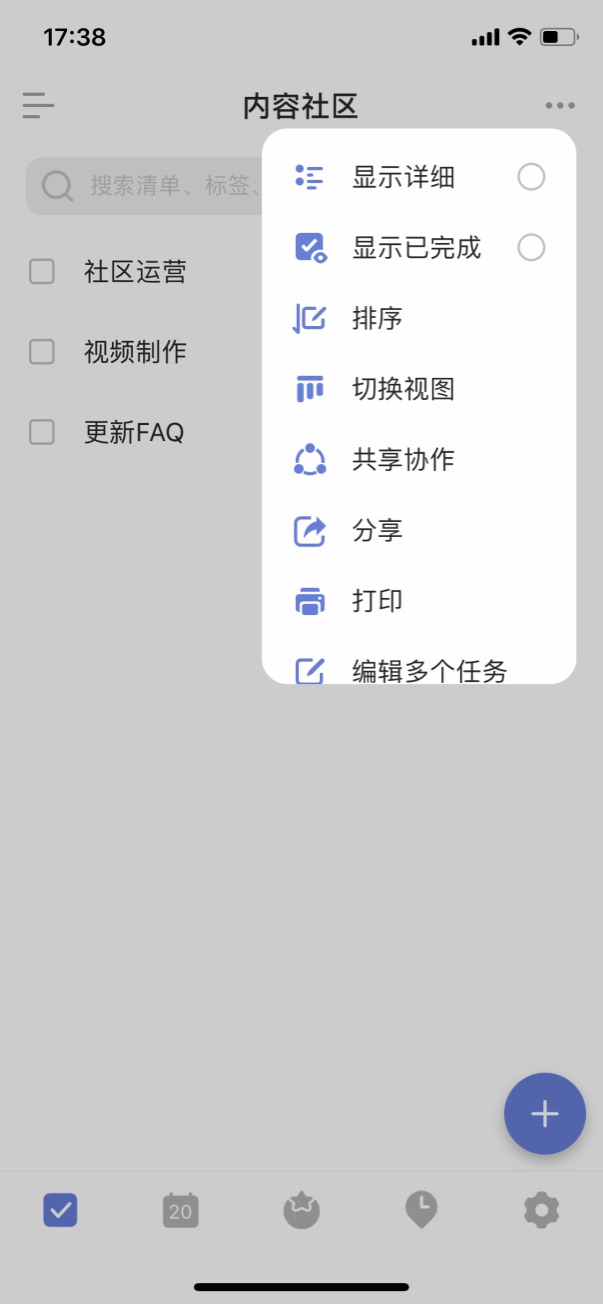 17:38
内容社区
搜索清单、标签、
社区运营
视频制作
更新FAQ
显示详细
显示已完成
排序
切换视图
共享协作
分享
打印
编辑多个任务
20